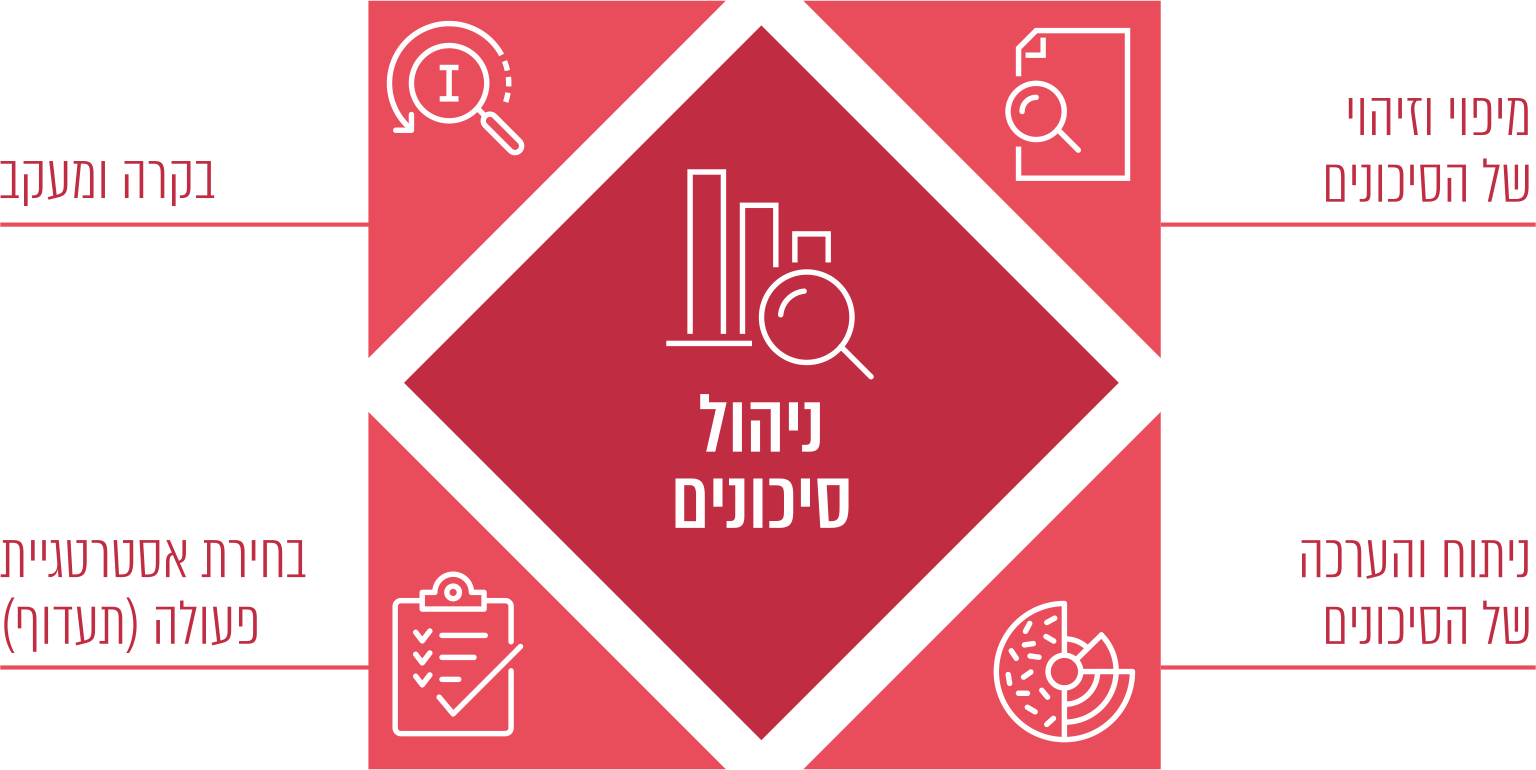 מיפוי וזיהוי
של הסיכונים
בקרה ומעקב
ניהול
סיכונים
ניתוח והערכה
של הסיכונים
בחירת אסטרטגיית
פעולה (תעדוף)